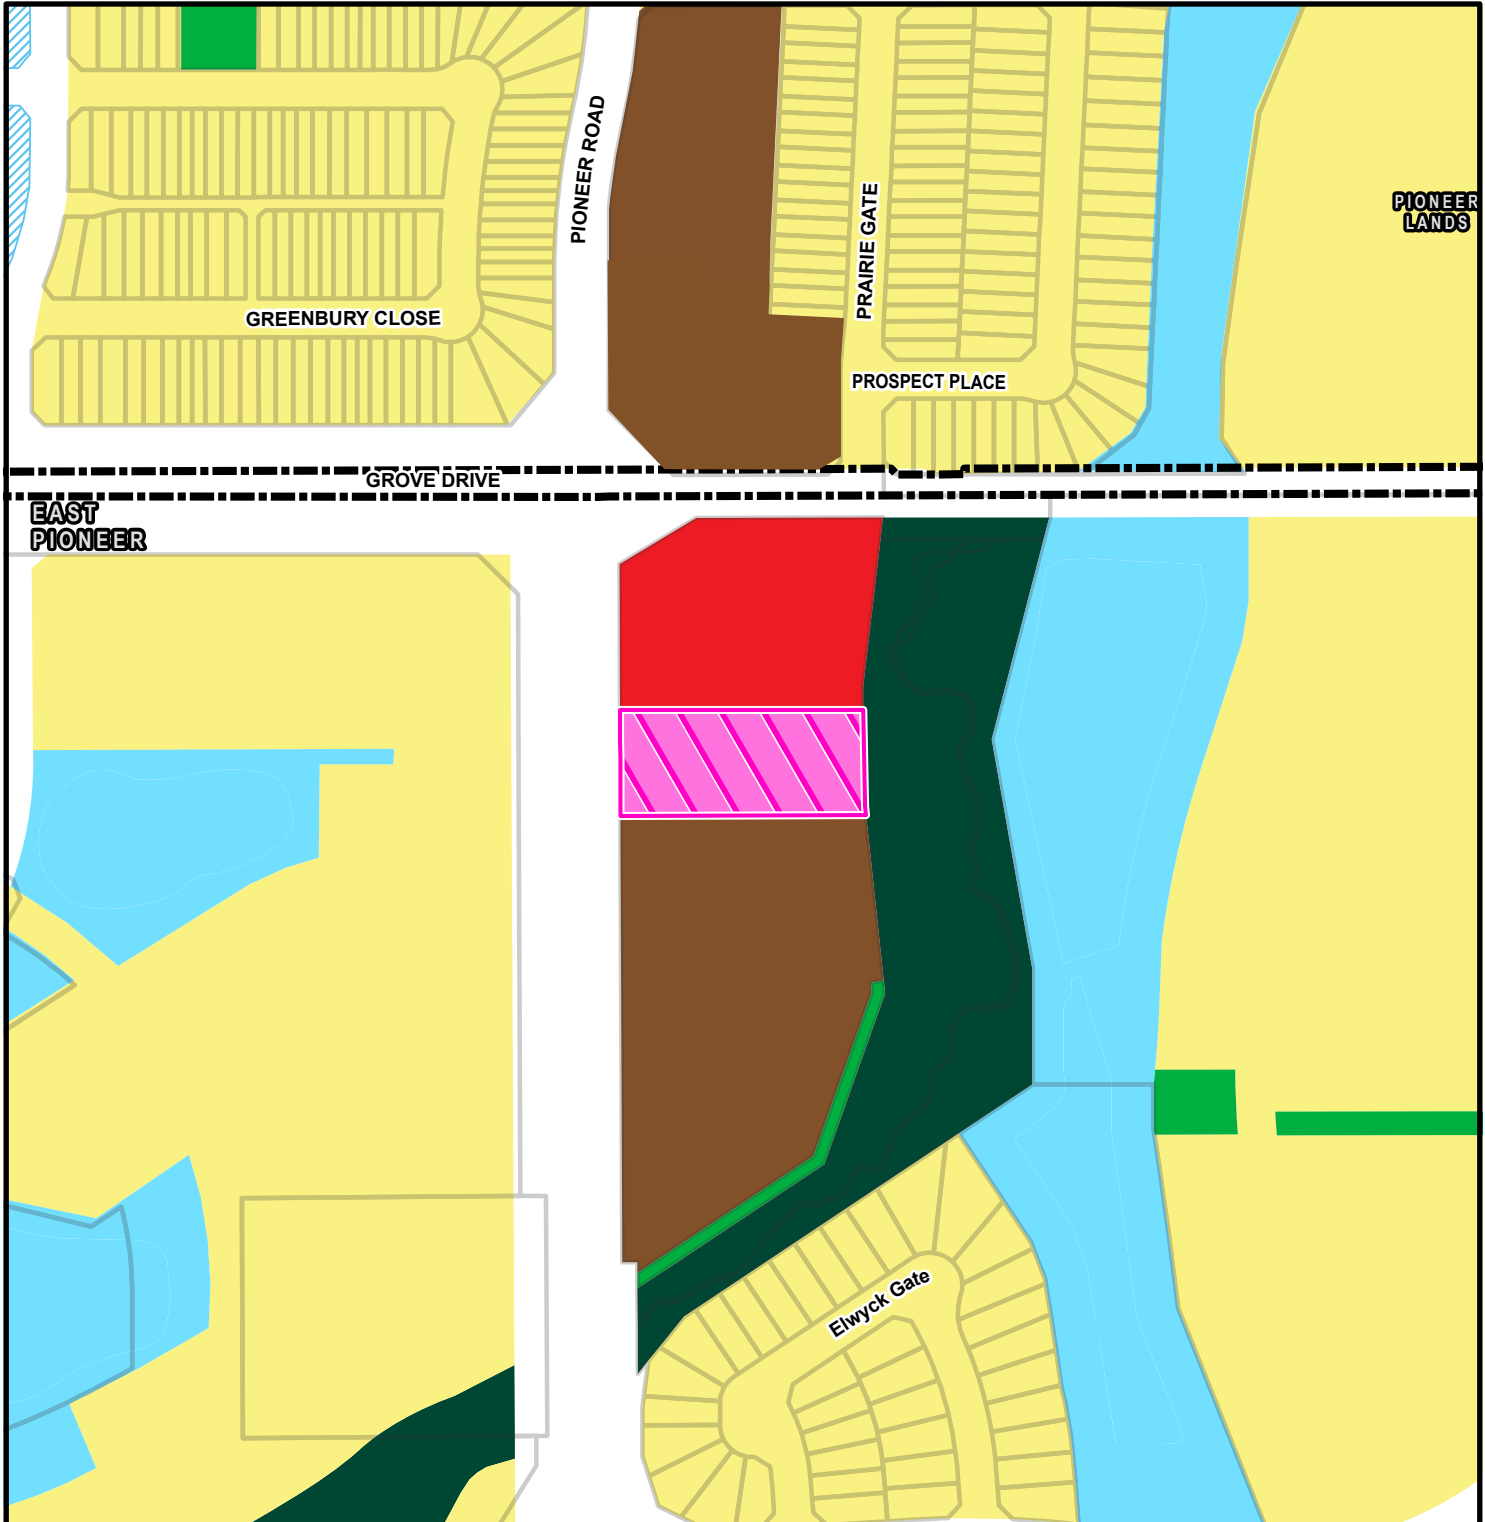 PIONEER ROAD
PRAIRIE GATE
PIONEER
LANDS
GREENBURY CLOSE
PROSPECT PLACE
GROVE DRIVE
EAST
PIONEER
Elwyck Gate